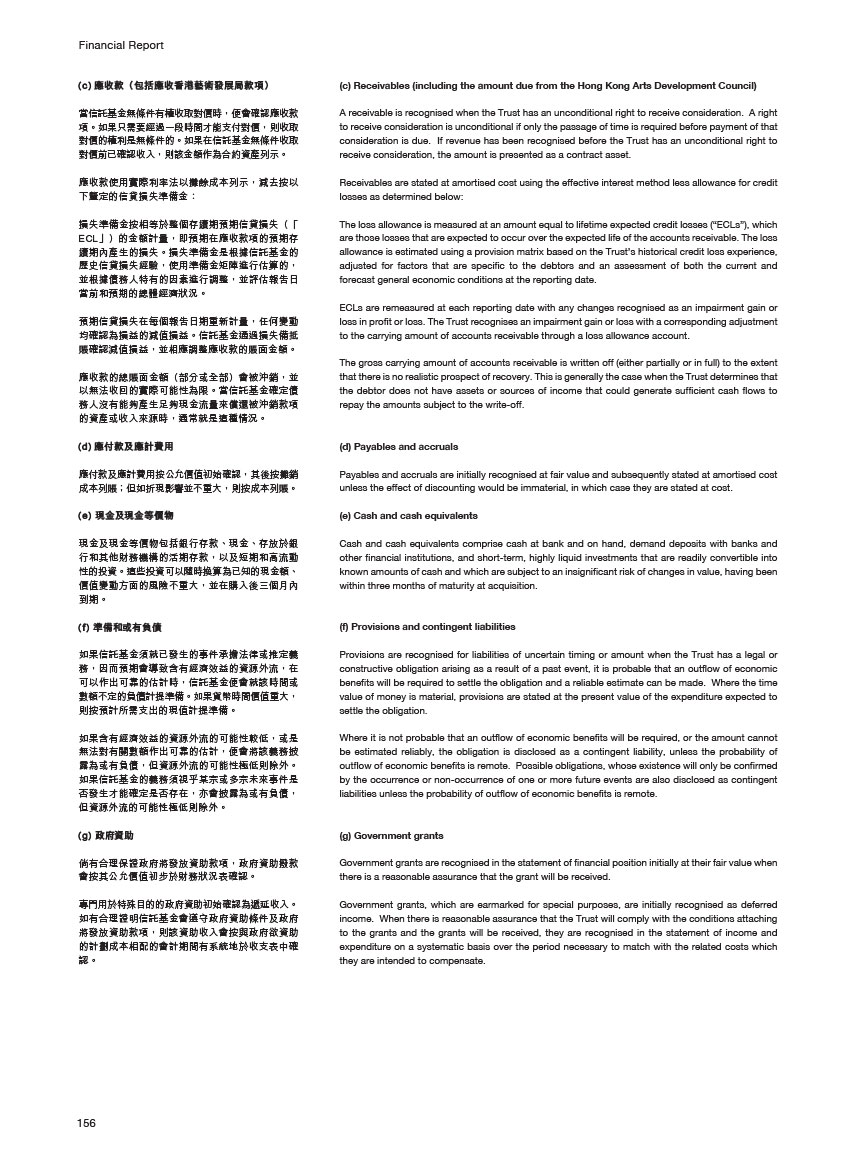 Financial Report
(c) 應收款（包括應收香港藝術發展局款項）
當信託基金無條件有權收取對價時，便會確認應收款
項。如果只需要經過一段時間才能支付對價，則收取
對價的權利是無條件的。如果在信託基金無條件收取
對價前已確認收入，則該金額作為合約資產列示。
應收款使用實際利率法以攤餘成本列示，減去按以
下釐定的信貸損失準備金：
損失準備金按相等於整個存續期預期信貸損失（「
ECL」）的金額計量，即預期在應收款項的預期存
續期內產生的損失。損失準備金是根據信託基金的
歷史信貸損失經驗，使用準備金矩陣進行估算的，
並根據債務人特有的因素進行調整，並評估報告日
當前和預期的總體經濟狀況。
預期信貸損失在每個報告日期重新計量，任何變動
均確認為損益的減值損益。信託基金通過損失備抵
賬確認減值損益，並相應調整應收款的賬面金額。
應收款的總賬面金額（部分或全部）會被沖銷，並
以無法收回的實際可能性為限。當信託基金確定債
務人沒有能夠產生足夠現金流量來償還被沖銷款項
的資產或收入來源時，通常就是這種情況。
(d) 應付款及應計費用
應付款及應計費用按公允價值初始確認，其後按攤銷
成本列賬；但如折現影響並不重大，則按成本列賬。
(e) 現金及現金等價物
現金及現金等價物包括銀行存款、現金、存放於銀
行和其他財務機構的活期存款，以及短期和高流動
性的投資。這些投資可以隨時換算為已知的現金額、
價值變動方面的風險不重大，並在購入後三個月內
到期。
(f) 準備和或有負債
如果信託基金須就已發生的事件承擔法律或推定義
務，因而預期會導致含有經濟效益的資源外流，在
可以作出可靠的估計時，信託基金便會就該時間或
數額不定的負債計提準備。如果貨幣時間價值重大，
則按預計所需支出的現值計提準備。
如果含有經濟效益的資源外流的可能性較低，或是
無法對有關數額作出可靠的估計，便會將該義務披
露為或有負債，但資源外流的可能性極低則除外。
如果信託基金的義務須視乎某宗或多宗未來事件是
否發生才能確定是否存在，亦會披露為或有負債，
但資源外流的可能性極低則除外。
(g) 政府資助
倘有合理保證政府將發放資助款項，政府資助撥款
會按其公允價值初步於財務狀況表確認。
專門用於特殊目的的政府資助初始確認為遞延收入。
如有合理證明信託基金會遵守政府資助條件及政府
將發放資助款項，則該資助收入會按與政府欲資助
的計劃成本相配的會計期間有系統地於收支表中確
認。
(c) Receivables (including the amount due from the Hong Kong Arts Development Council)
A receivable is recognised when the Trust has an unconditional right to receive consideration. A right
to receive consideration is unconditional if only the passage of time is required before payment of that
consideration is due. If revenue has been recognised before the Trust has an unconditional right to
receive consideration, the amount is presented as a contract asset.
Receivables are stated at amortised cost using the effective interest method less allowance for credit
losses as determined below:
The loss allowance is measured at an amount equal to lifetime expected credit losses (“ECLs”), which
are those losses that are expected to occur over the expected life of the accounts receivable. The loss
allowance is estimated using a provision matrix based on the Trust's historical credit loss experience,
adjusted for factors that are specific to the debtors and an assessment of both the current and
forecast general economic conditions at the reporting date.
ECLs are remeasured at each reporting date with any changes recognised as an impairment gain or
loss in profit or loss. The Trust recognises an impairment gain or loss with a corresponding adjustment
to the carrying amount of accounts receivable through a loss allowance account.
The gross carrying amount of accounts receivable is written off (either partially or in full) to the extent
that there is no realistic prospect of recovery. This is generally the case when the Trust determines that
the debtor does not have assets or sources of income that could generate sufficient cash flows to
repay the amounts subject to the write-off.
(d) Payables and accruals
Payables and accruals are initially recognised at fair value and subsequently stated at amortised cost
unless the effect of discounting would be immaterial, in which case they are stated at cost.
(e) Cash and cash equivalents
Cash and cash equivalents comprise cash at bank and on hand, demand deposits with banks and
other financial institutions, and short-term, highly liquid investments that are readily convertible into
known amounts of cash and which are subject to an insignificant risk of changes in value, having been
within three months of maturity at acquisition.
(f) Provisions and contingent liabilities
Provisions are recognised for liabilities of uncertain timing or amount when the Trust has a legal or
constructive obligation arising as a result of a past event, it is probable that an outflow of economic
benefits will be required to settle the obligation and a reliable estimate can be made. Where the time
value of money is material, provisions are stated at the present value of the expenditure expected to
settle the obligation.
Where it is not probable that an outflow of economic benefits will be required, or the amount cannot
be estimated reliably, the obligation is disclosed as a contingent liability, unless the probability of
outflow of economic benefits is remote. Possible obligations, whose existence will only be confirmed
by the occurrence or non-occurrence of one or more future events are also disclosed as contingent
liabilities unless the probability of outflow of economic benefits is remote.
(g) Government grants
Government grants are recognised in the statement of financial position initially at their fair value when
there is a reasonable assurance that the grant will be received.
Government grants, which are earmarked for special purposes, are initially recognised as deferred
income. When there is reasonable assurance that the Trust will comply with the conditions attaching
to the grants and the grants will be received, they are recognised in the statement of income and
expenditure on a systematic basis over the period necessary to match with the related costs which
they are intended to compensate.
156